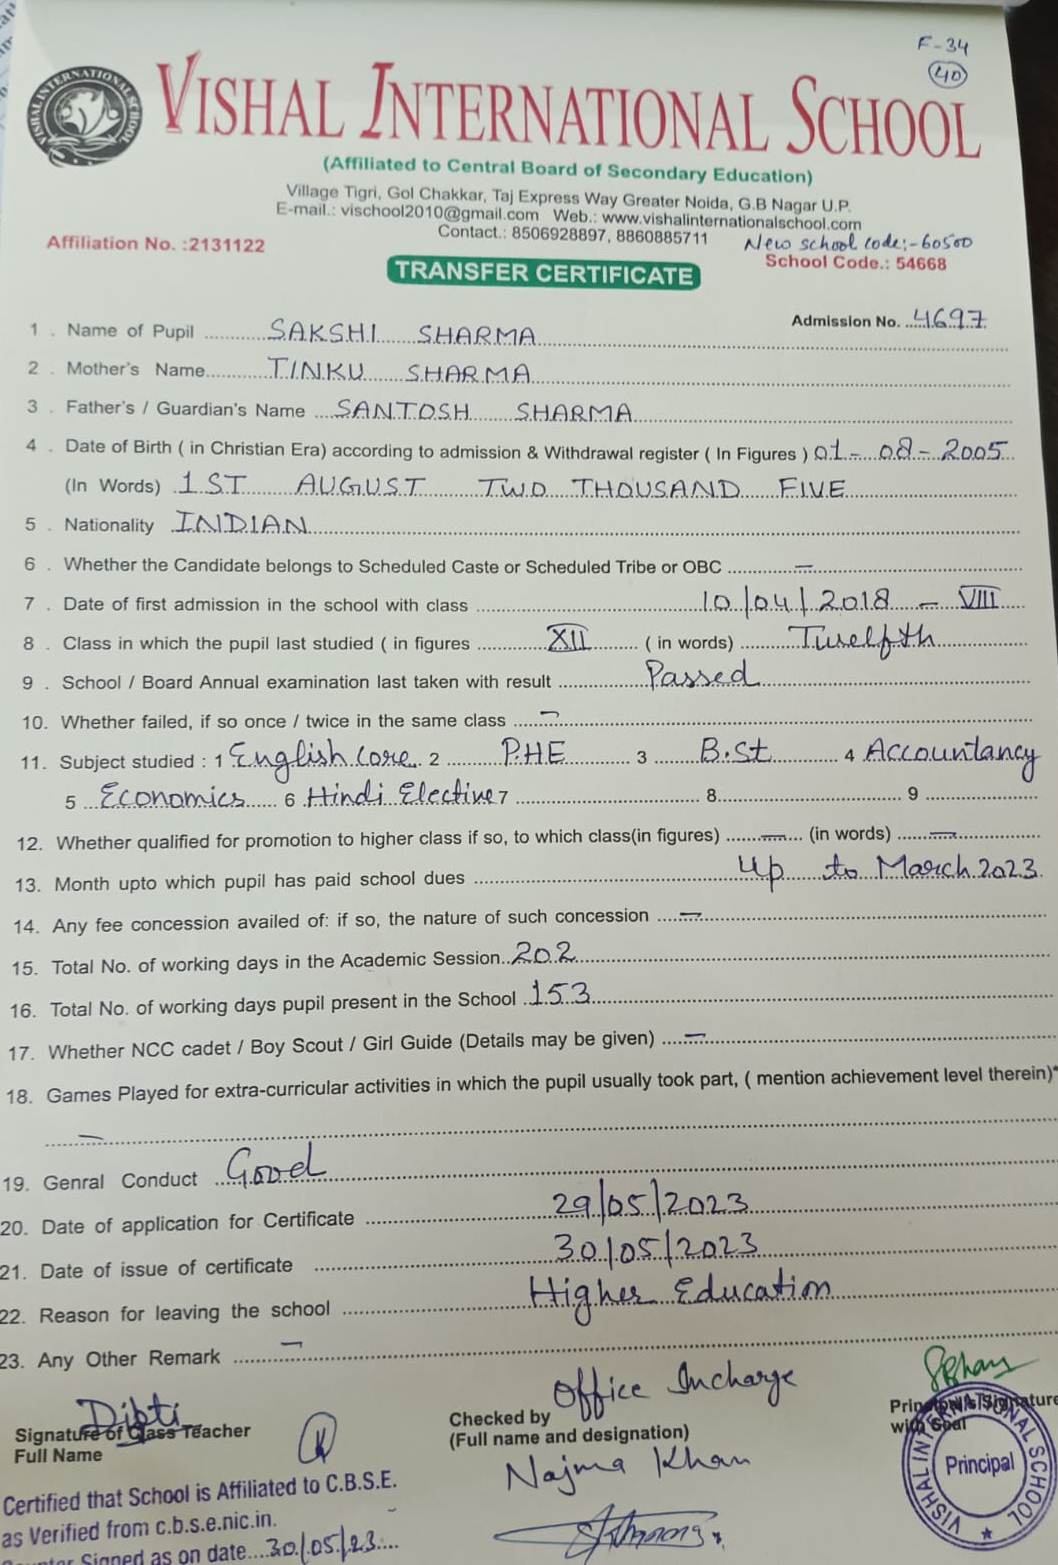 F-34
40
VISHAL INTERNATIONAL SCHOOL
(Affiliated to Central Board of Secondary Education)
Village Tigri, Gol Chakkar, Taj Express Way Greater Noida, G.B Nagar U.P.
E-mail.: vischool2010@gmail.com Web.: www.vishalinternationalschool.com
Contact.: 8506928897, 8860885711
New school code:-60500
Affiliation No. :2131122
School Code.: 54668
TRANSFER CERTIFICATE
Admission No. 4697
1 . Name of Pupil SAKSHI SHARMA
2 . Mother's Name TINKU SHARMA
3 . Father's / Guardian's Name SANTOSH SHARMA
4 . Date of Birth ( in Christian Era) according to admission & Withdrawal register ( In Figures ) 01-08-2005
(In Words) 1ST AUGUST TWO THOUSAND FIVE
5 . Nationality INDIAN
6 . Whether the Candidate belongs to Scheduled Caste or Scheduled Tribe or OBC —
7 . Date of first admission in the school with class 10/04/2018 - VIII
8 . Class in which the pupil last studied ( in figures XII ( in words) Twelfth
9 . School / Board Annual examination last taken with result Passed
10. Whether failed, if so once / twice in the same class —
11. Subject studied : 1 English Core 2 P.HE 3 B.St 4 Accountancy
5 Economics 6 Hindi Elective 7 8 9
12. Whether qualified for promotion to higher class if so, to which class(in figures) — (in words) —
13. Month upto which pupil has paid school dues Up to March 2023
14. Any fee concession availed of: if so, the nature of such concession —
15. Total No. of working days in the Academic Session 202
16. Total No. of working days pupil present in the School 153
17. Whether NCC cadet / Boy Scout / Girl Guide (Details may be given) —
18. Games Played for extra-curricular activities in which the pupil usually took part, ( mention achievement level therein)*
—
19. Genral Conduct Good
20. Date of application for Certificate 29/05/2023
21. Date of issue of certificate 30/05/2023
22. Reason for leaving the school Higher Education
23. Any Other Remark —
Dipti
Signature of Class Teacher
Full Name
Office Incharge
Checked by
(Full name and designation)
Najma Khan
Principal's Signature
with Seal
VISHAL INTERNATIONAL SCHOOL
Principal
Certified that School is Affiliated to C.B.S.E.
as Verified from c.b.s.e.nic.in.
Signed as on date 30/05/23